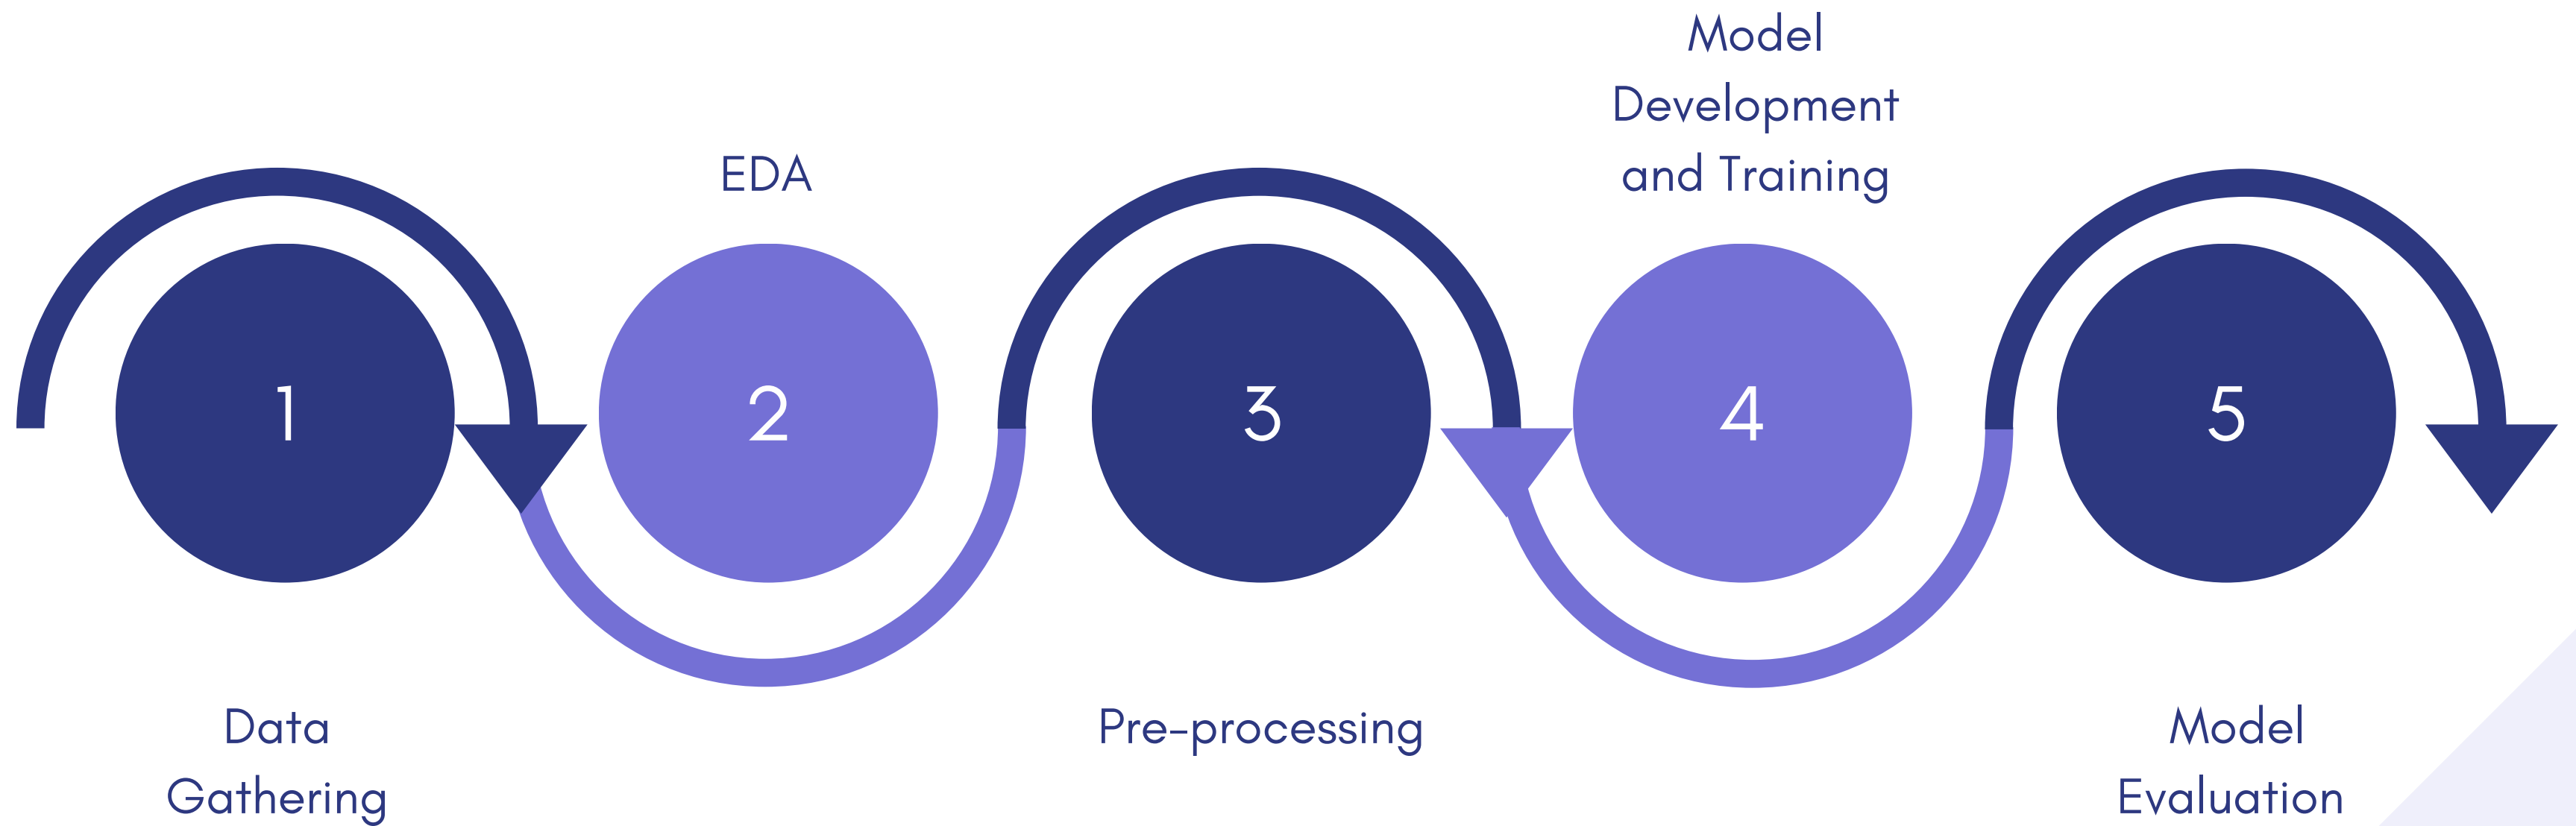 1
Data
Gathering
EDA
2
3
Pre-processing
Model
Development
and Training
4
5
Model
Evaluation